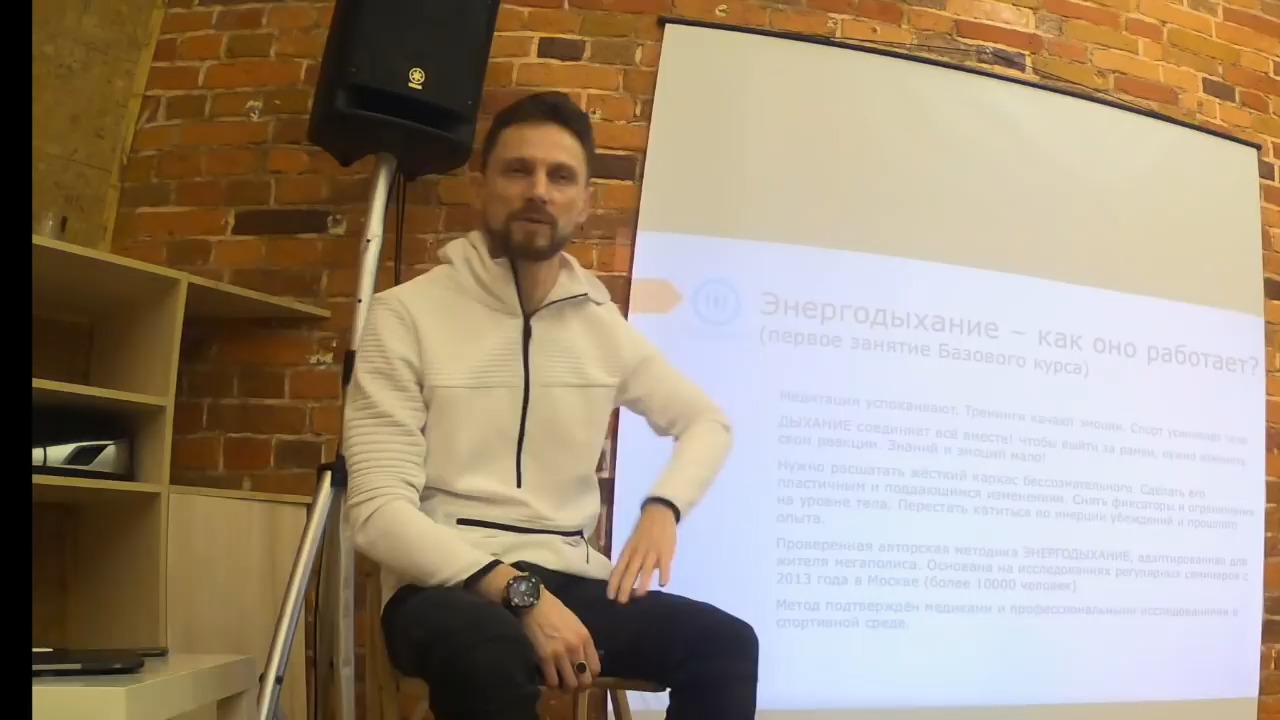 Энергодыхание – как оно работает?
(первое занятие Базового курса)
Медитация успокаивают. Тренинги качают эмоции. Спорт усиливает тело
ДЫХАНИЕ соединяет всё вместе! чтобы выйти за рамки, нужно изменить
свои реакции. Знаний и эмоций мало!
Нужно расшатать жёсткий каркас бессознательного. Сделать его
пластичным и поддающимся изменениям. Снять фиксаторы и ограничения
на уровне тела. Перестать катиться по инерции убеждений и прошлого
опыта.
Проверенная авторская методика ЭНЕРГОДЫХАНИЕ, адаптированная для
жителя мегаполиса. Основана на исследованиях регулярных семинаров с
2013 года в Москве (более 10000 человек)
Метод подтверждён медиками и профессиональными исследованиями в
спортивной среде.